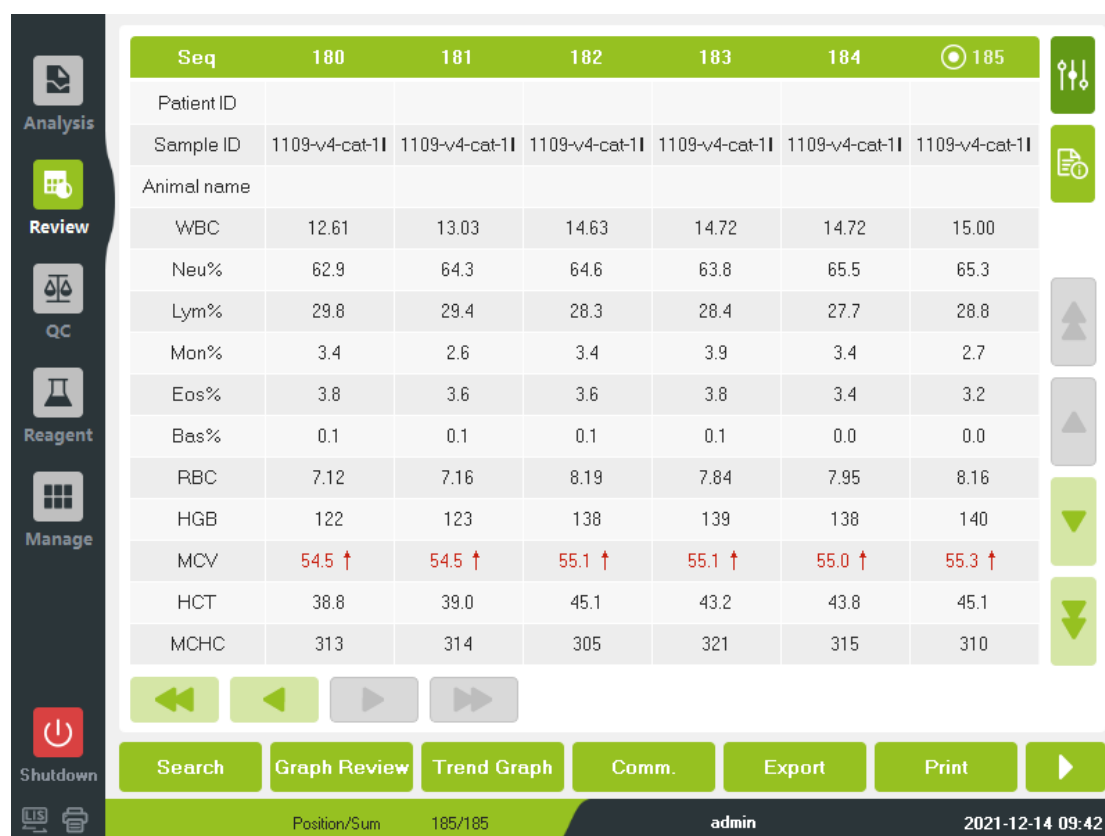 Seq 180 181 182 183 184 185
Patient ID
Sample ID 1109-v4-cat-1 1109-v4-cat-1 1109-v4-cat-1 1109-v4-cat-1 1109-v4-cat-1 1109-v4-cat-1
Animal name
WBC 12.61 13.03 14.63 14.72 14.72 15.00
Neu% 62.9 64.3 64.6 63.8 65.5 65.3
Lym% 29.8 29.4 28.3 28.4 27.7 28.8
Mon% 3.4 2.6 3.4 3.9 3.4 2.7
Eos% 3.8 3.6 3.6 3.8 3.4 3.2
Bas% 0.1 0.1 0.1 0.1 0.0 0.0
RBC 7.12 7.16 8.19 7.84 7.95 8.16
HGB 122 123 138 139 138 140
MCV 54.5 ↑ 54.5 ↑ 55.1 ↑ 55.1 ↑ 55.0 ↑ 55.3 ↑
HCT 38.8 39.0 45.1 43.2 43.8 45.1
MCHC 313 314 305 321 315 310
Analysis
Review
QC
Reagent
Manage
Shutdown
LIS
Search Graph Review Trend Graph Comm. Export Print
Position/Sum 185/185 admin 2021-12-14 09:42